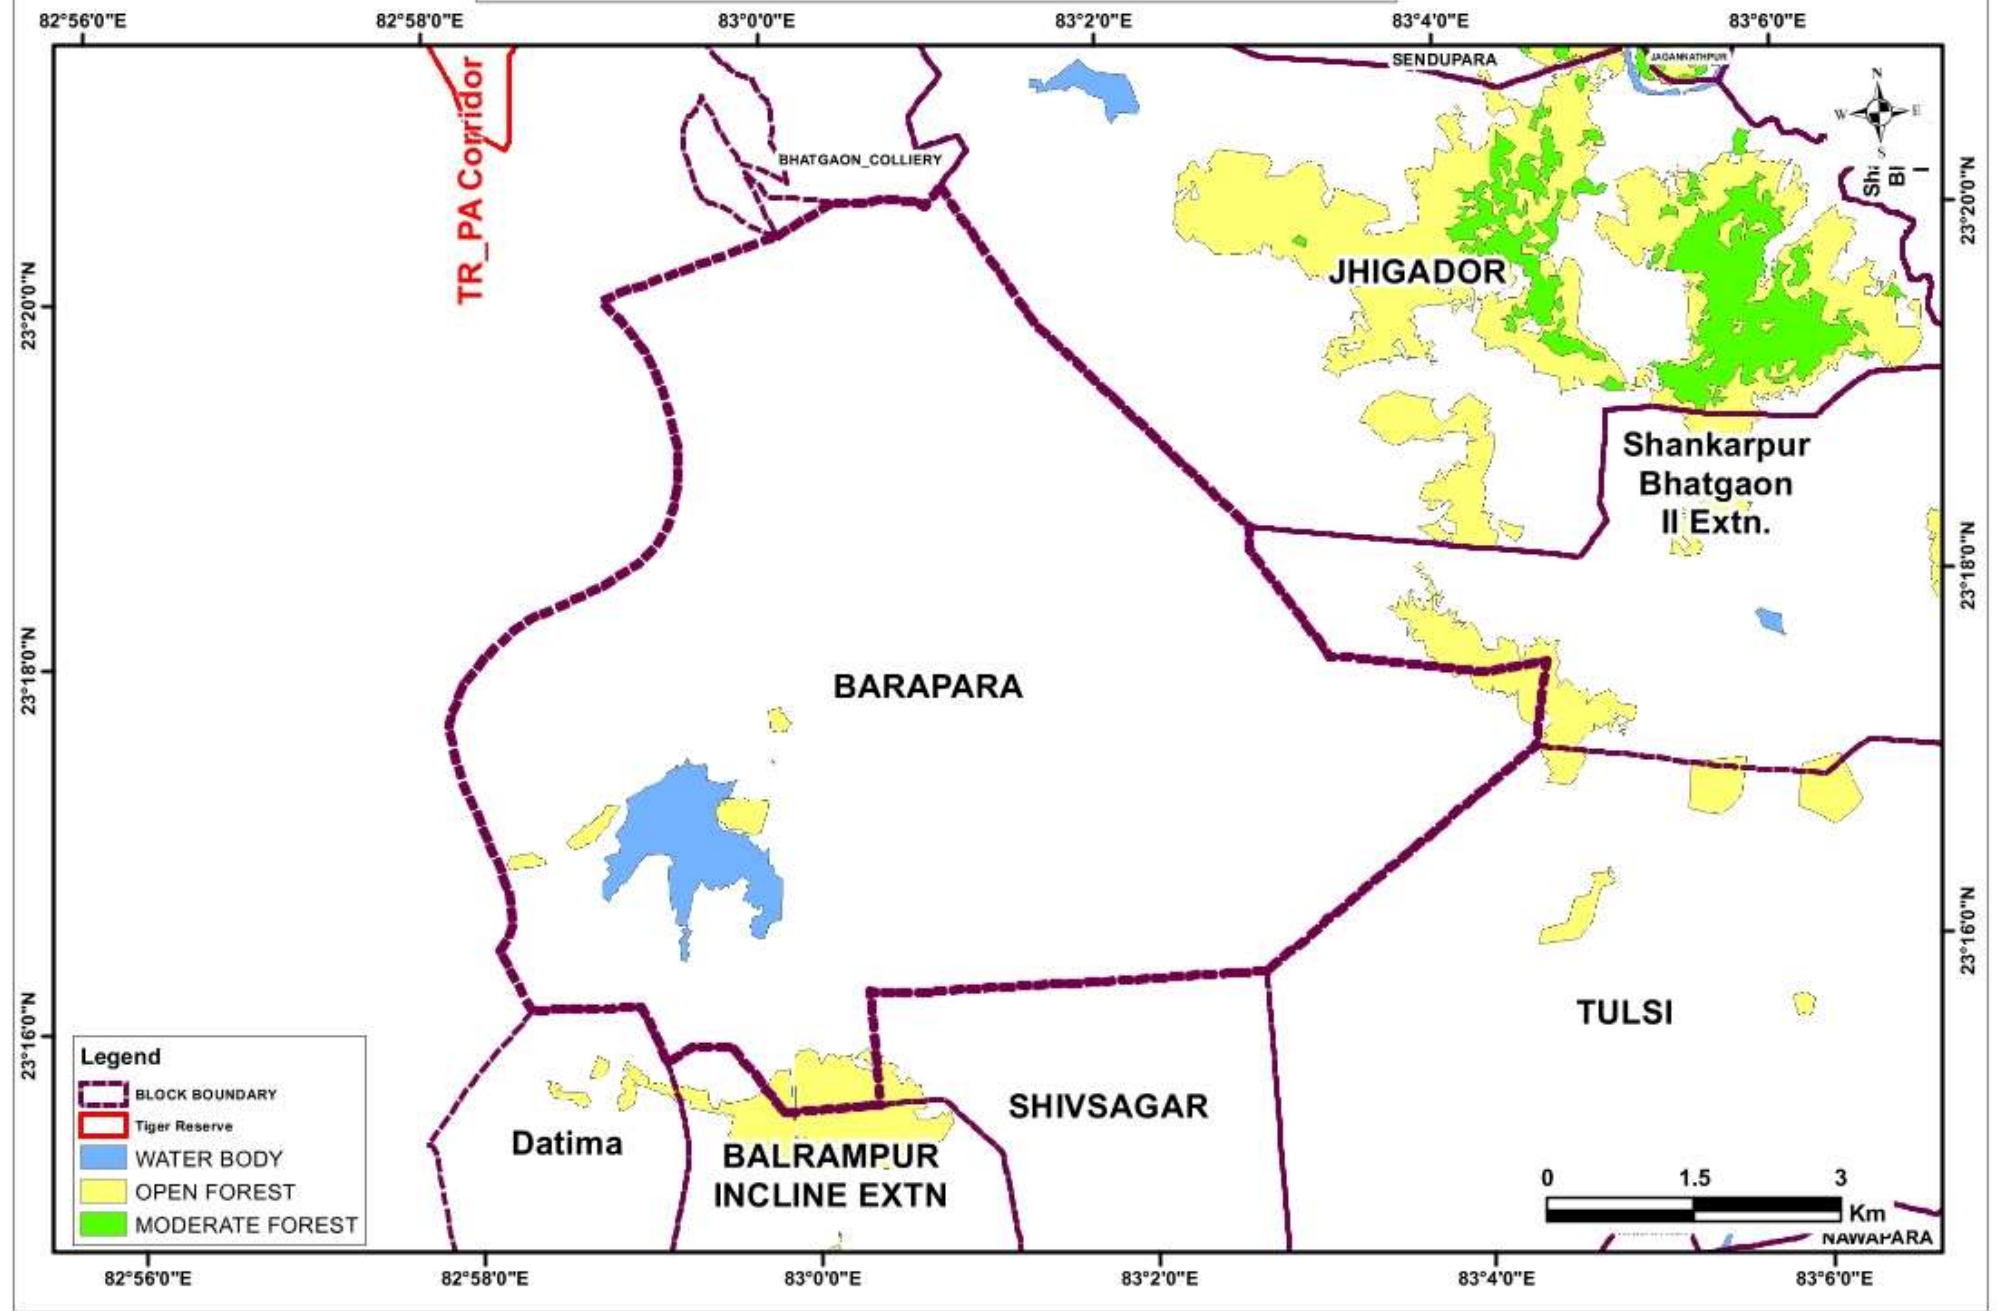 82°56'0"E 82°58'0"E 83°0'0"E 83°2'0"E 83°4'0"E 83°6'0"E
SENDUPARA
JAGANNATHPUR
N
W E
S
TR_PA Corridor
BHATGAON_COLLIERY
Sha
Bl
23°20'0"N
23°20'0"N
JHIGADOR
Shankarpur
Bhatgaon
II Extn.
23°18'0"N
23°18'0"N
BARAPARA
23°16'0"N
23°16'0"N
TULSI
Legend
BLOCK BOUNDARY
Tiger Reserve
WATER BODY
OPEN FOREST
MODERATE FOREST
Datima
BALRAMPUR
INCLINE EXTN
SHIVSAGAR
0 1.5 3
Km
NAWAPARA
82°56'0"E 82°58'0"E 83°0'0"E 83°2'0"E 83°4'0"E 83°6'0"E